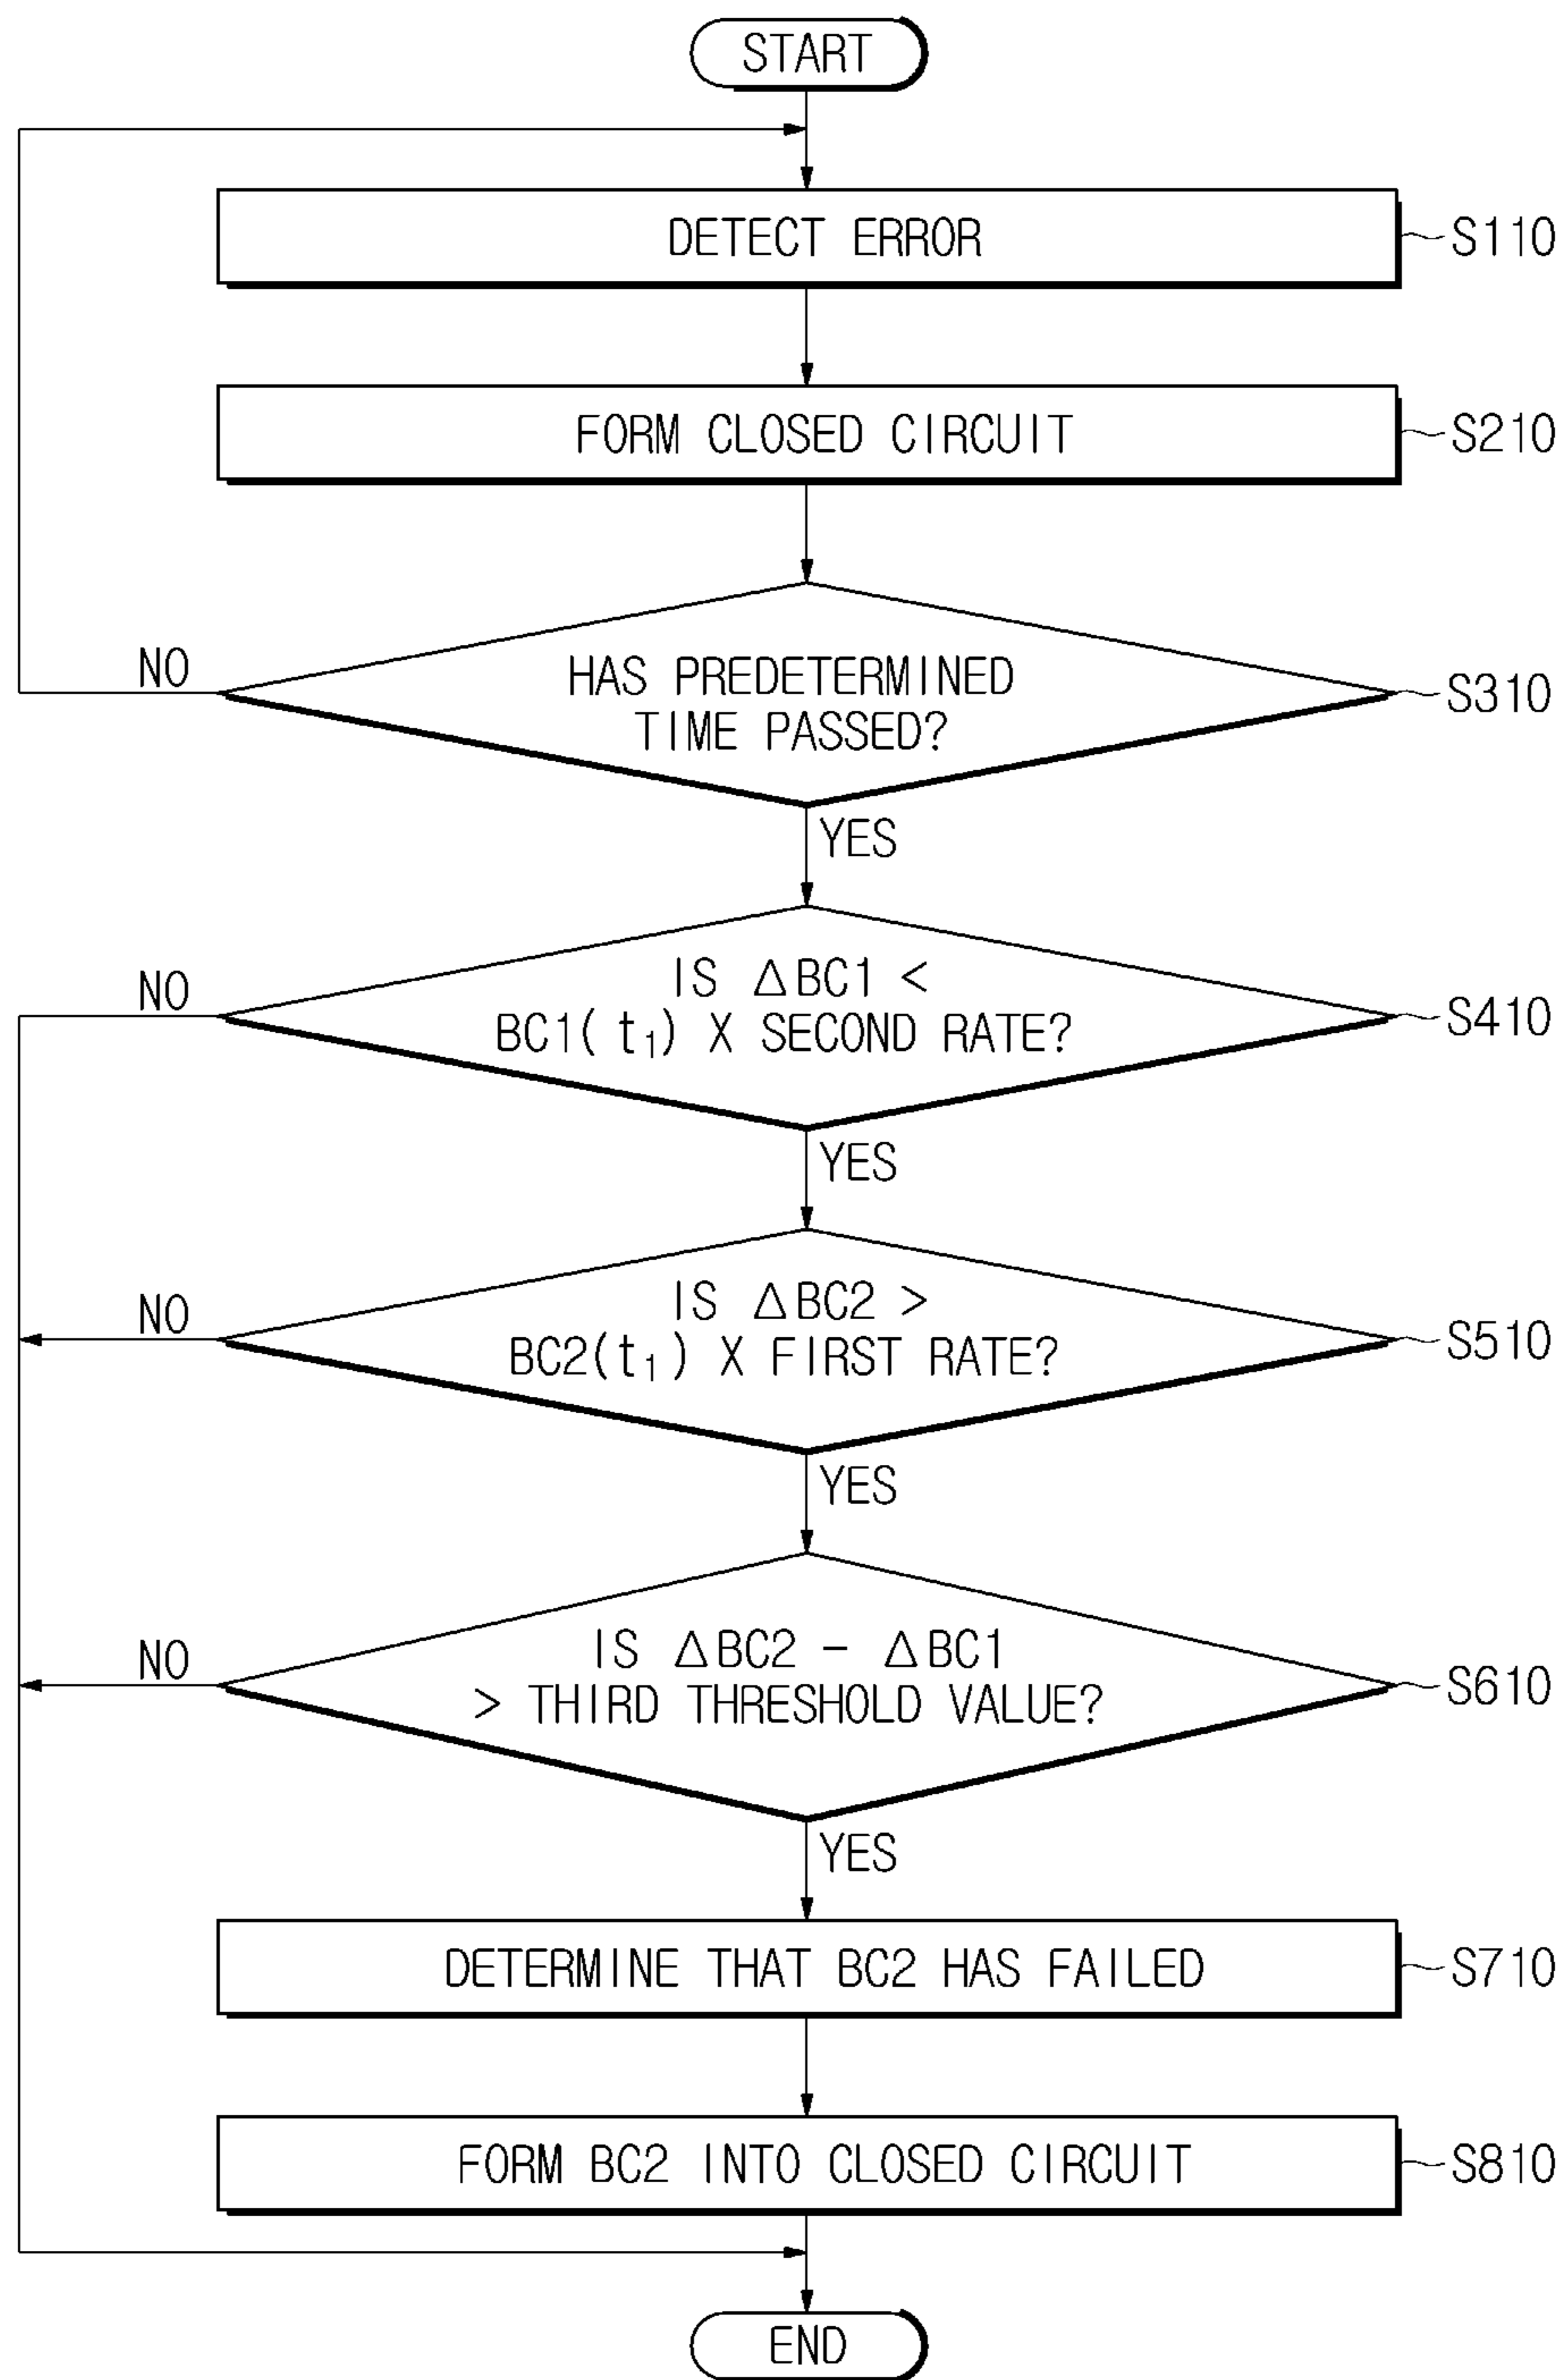 START
DETECT ERROR
S110
FORM CLOSED CIRCUIT
S210
HAS PREDETERMINED
TIME PASSED?
S310
NO
YES
IS ΔBC1 <
BC1( t₁) X SECOND RATE?
S410
NO
YES
IS ΔBC2 >
BC2(t₁) X FIRST RATE?
S510
NO
YES
IS ΔBC2 - ΔBC1
> THIRD THRESHOLD VALUE?
S610
NO
YES
DETERMINE THAT BC2 HAS FAILED
S710
FORM BC2 INTO CLOSED CIRCUIT
S810
END